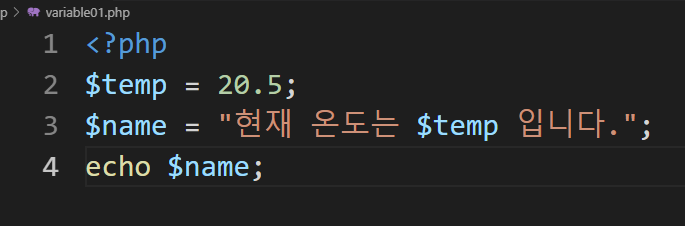 p > variable01.php
1 <?php
2 $temp = 20.5;
3 $name = "현재 온도는 $temp 입니다.";
4 echo $name;